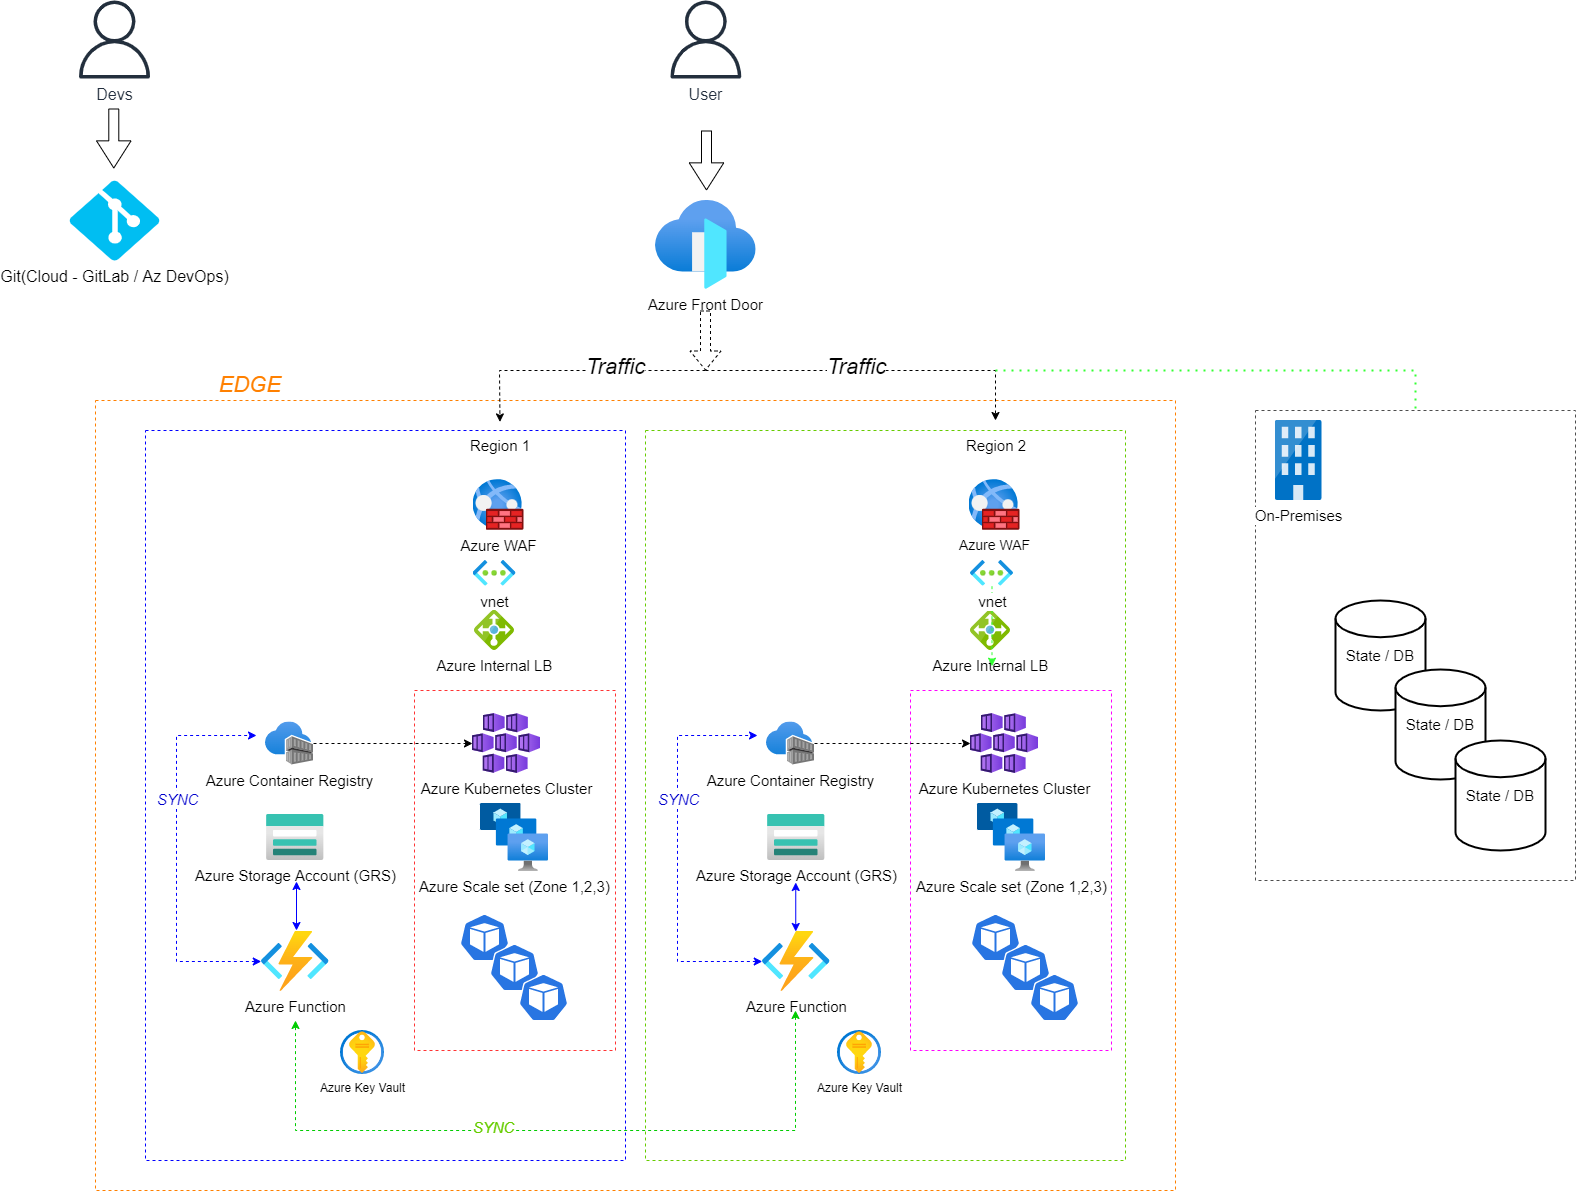 Devs
User
Git(Cloud - GitLab / Az DevOps)
Azure Front Door
Traffic
Traffic
EDGE
Region 1
Azure WAF
vnet
Azure Internal LB
Azure Container Registry
Azure Kubernetes Cluster
SYNC
Azure Storage Account (GRS)
Azure Scale set (Zone 1,2,3)
Azure Function
Azure Key Vault
Region 2
Azure WAF
vnet
Azure Internal LB
Azure Container Registry
Azure Kubernetes Cluster
SYNC
Azure Storage Account (GRS)
Azure Scale set (Zone 1,2,3)
Azure Function
Azure Key Vault
SYNC
On-Premises
State / DB
State / DB
State / DB